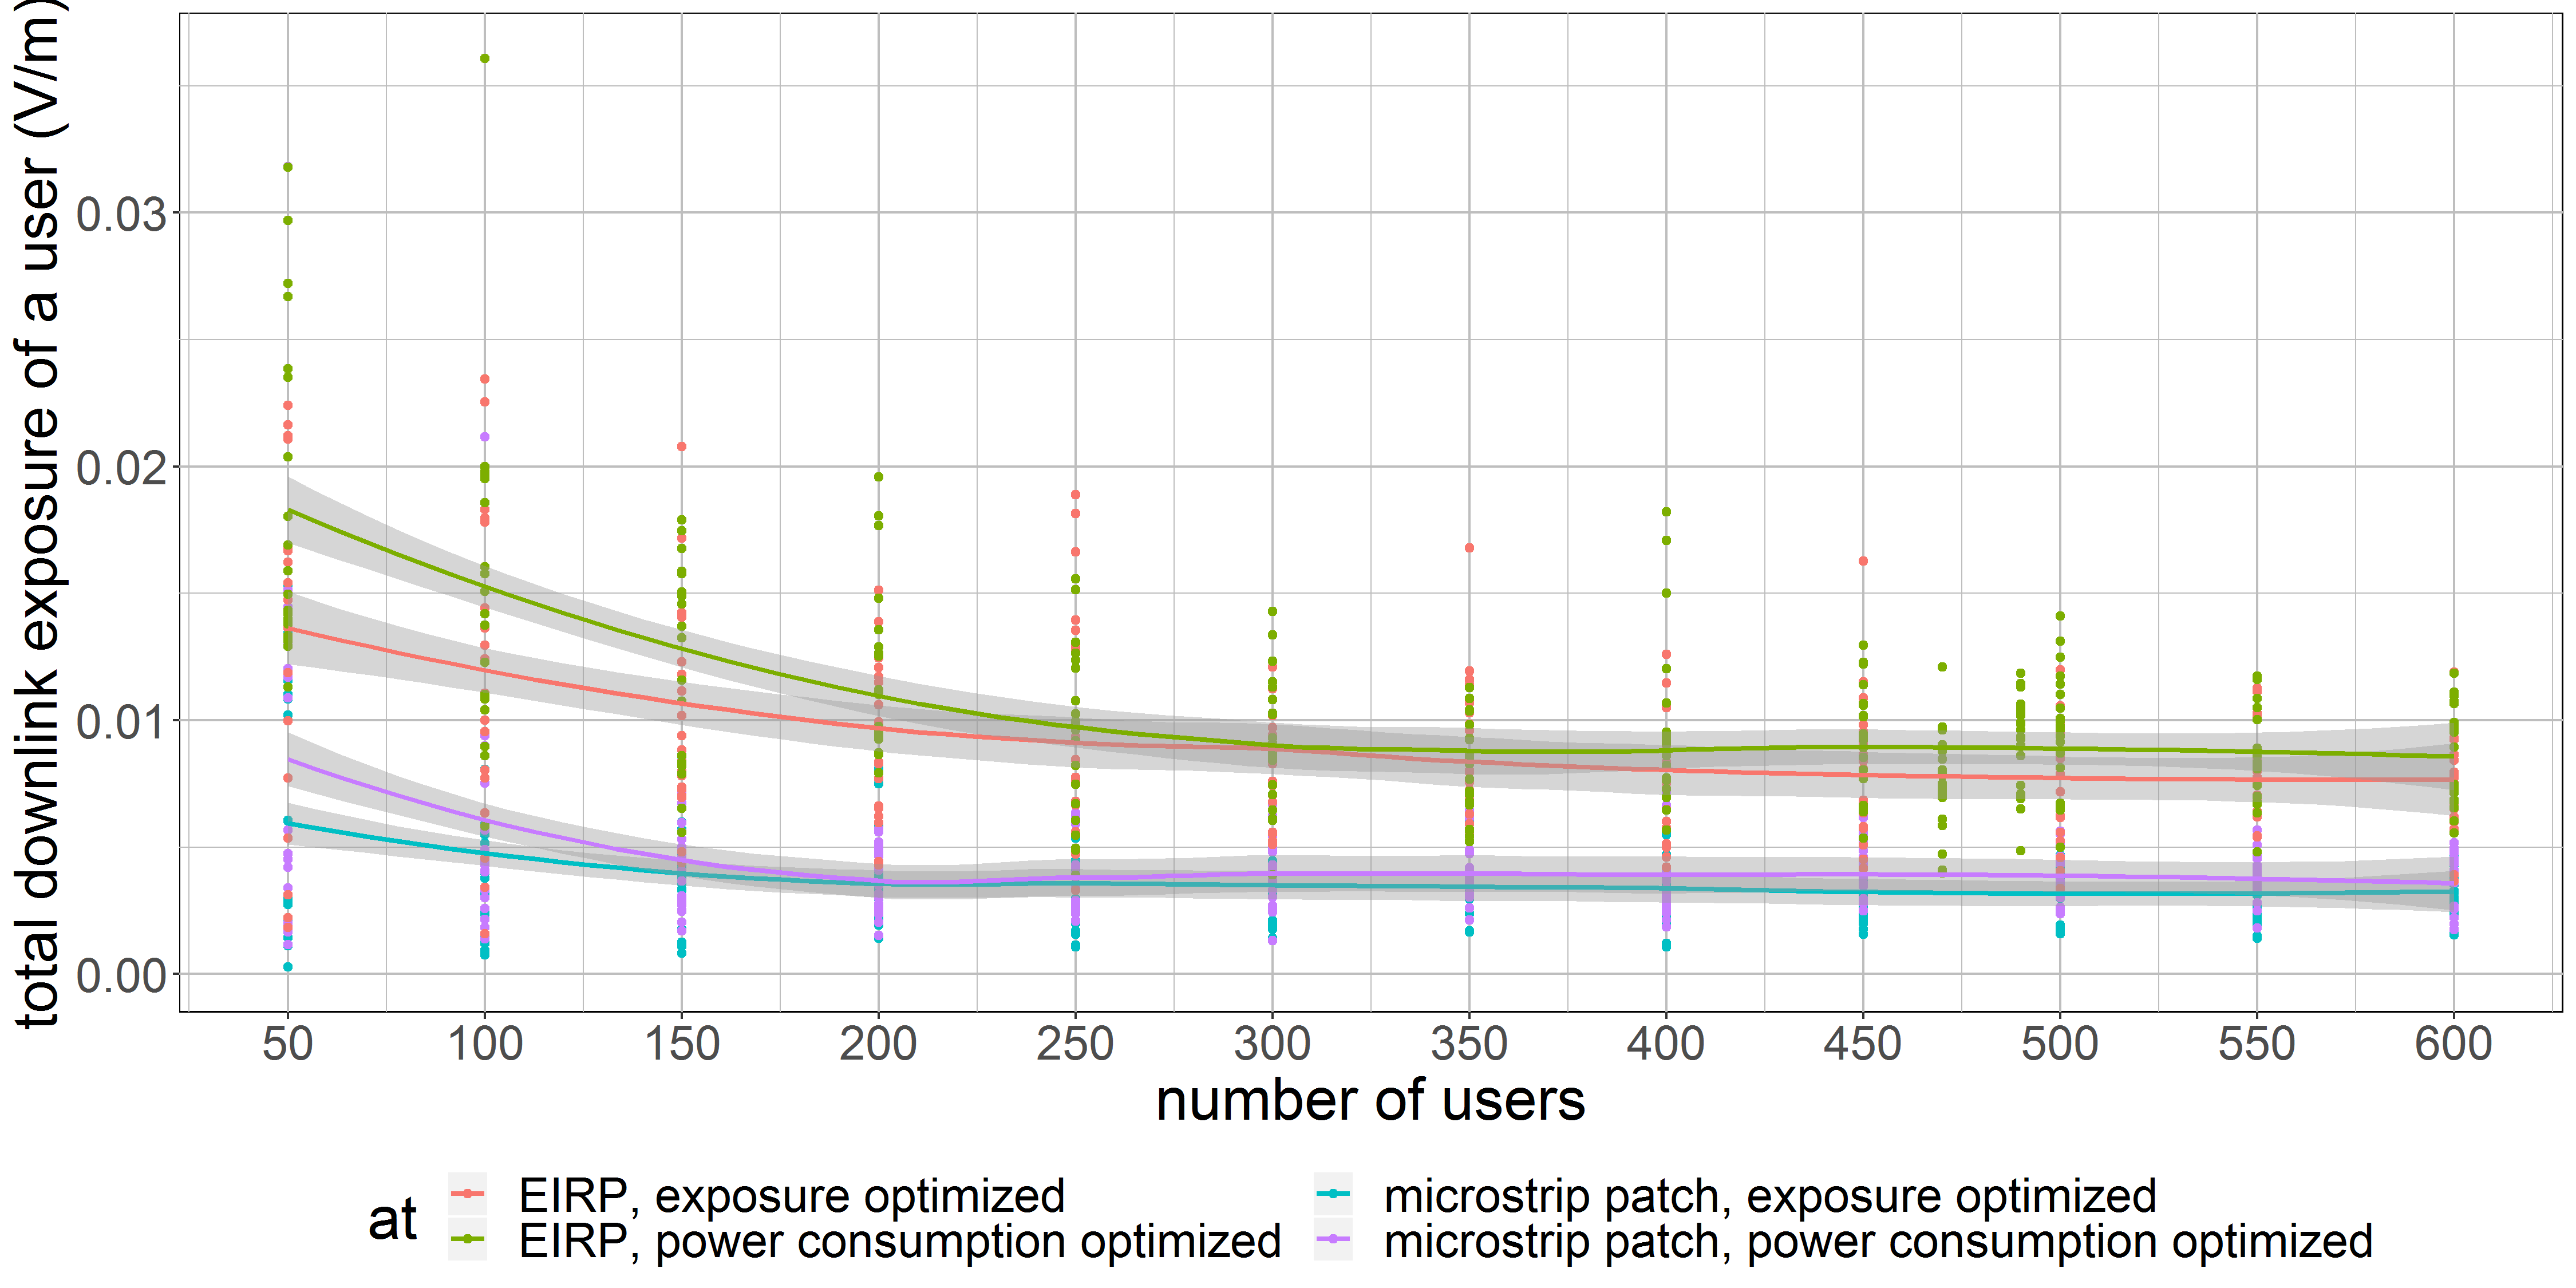 total downlink exposure of a user (V/m)
0.03
0.02
0.01
0.00
50 100 150 200 250 300 350 400 450 500 550 600
number of users
at
EIRP, exposure optimized
EIRP, power consumption optimized
microstrip patch, exposure optimized
microstrip patch, power consumption optimized